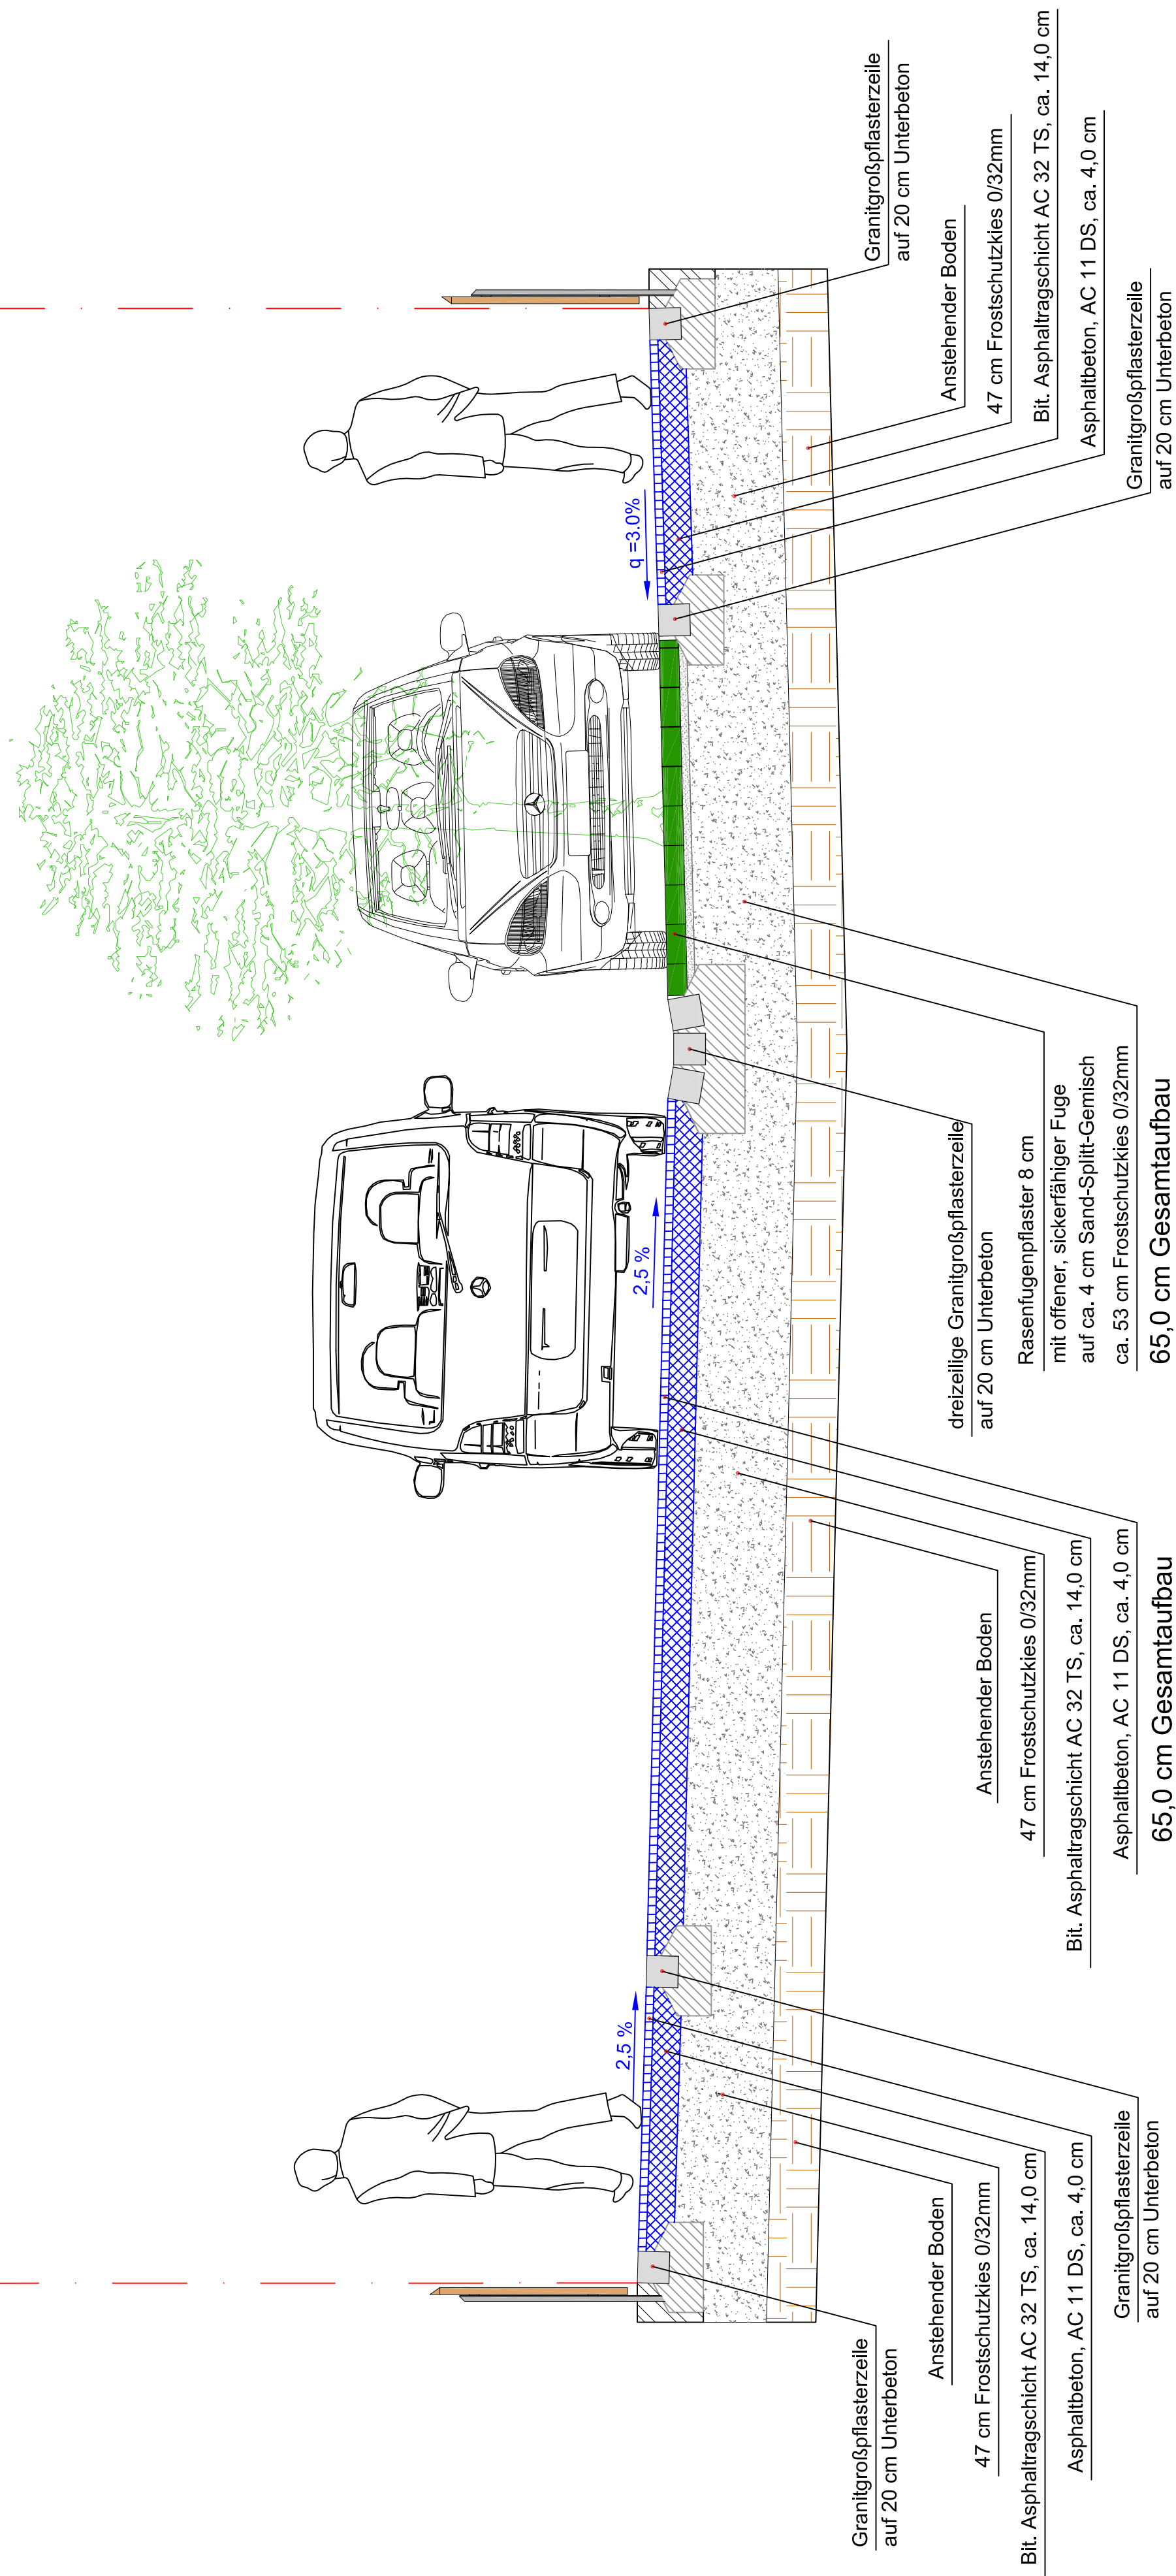 2,5 %
2,5 %
q =3.0%
Granitgroßpflasterzeile
auf 20 cm Unterbeton
Anstehender Boden
47 cm Frostschutzkies 0/32mm
Bit. Asphaltragschicht AC 32 TS, ca. 14,0 cm
Asphaltbeton, AC 11 DS, ca. 4,0 cm
Granitgroßpflasterzeile
auf 20 cm Unterbeton
Anstehender Boden
47 cm Frostschutzkies 0/32mm
Bit. Asphaltragschicht AC 32 TS, ca. 14,0 cm
Asphaltbeton, AC 11 DS, ca. 4,0 cm
65,0 cm Gesamtaufbau
dreizeilige Granitgroßpflasterzeile
auf 20 cm Unterbeton
Rasenfugenpflaster 8 cm
mit offener, sickerfähiger Fuge
auf ca. 4 cm Sand-Splitt-Gemisch
ca. 53 cm Frostschutzkies 0/32mm
65,0 cm Gesamtaufbau
Granitgroßpflasterzeile
auf 20 cm Unterbeton
Anstehender Boden
47 cm Frostschutzkies 0/32mm
Bit. Asphaltragschicht AC 32 TS, ca. 14,0 cm
Asphaltbeton, AC 11 DS, ca. 4,0 cm
Granitgroßpflasterzeile
auf 20 cm Unterbeton